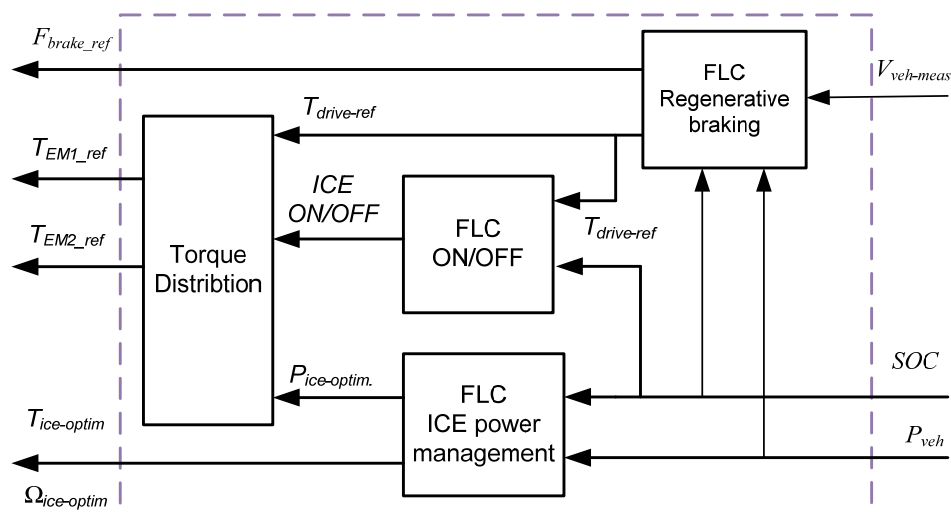 F_brake_ref
FLC
Regenerative
braking
V_veh-meas
T_drive-ref
T_EM1_ref
ICE
ON/OFF
FLC
ON/OFF
T_drive-ref
T_EM2_ref
Torque
Distribtion
SOC
P_ice-optim.
FLC
ICE power
management
T_ice-optim
P_veh
Ω_ice-optim